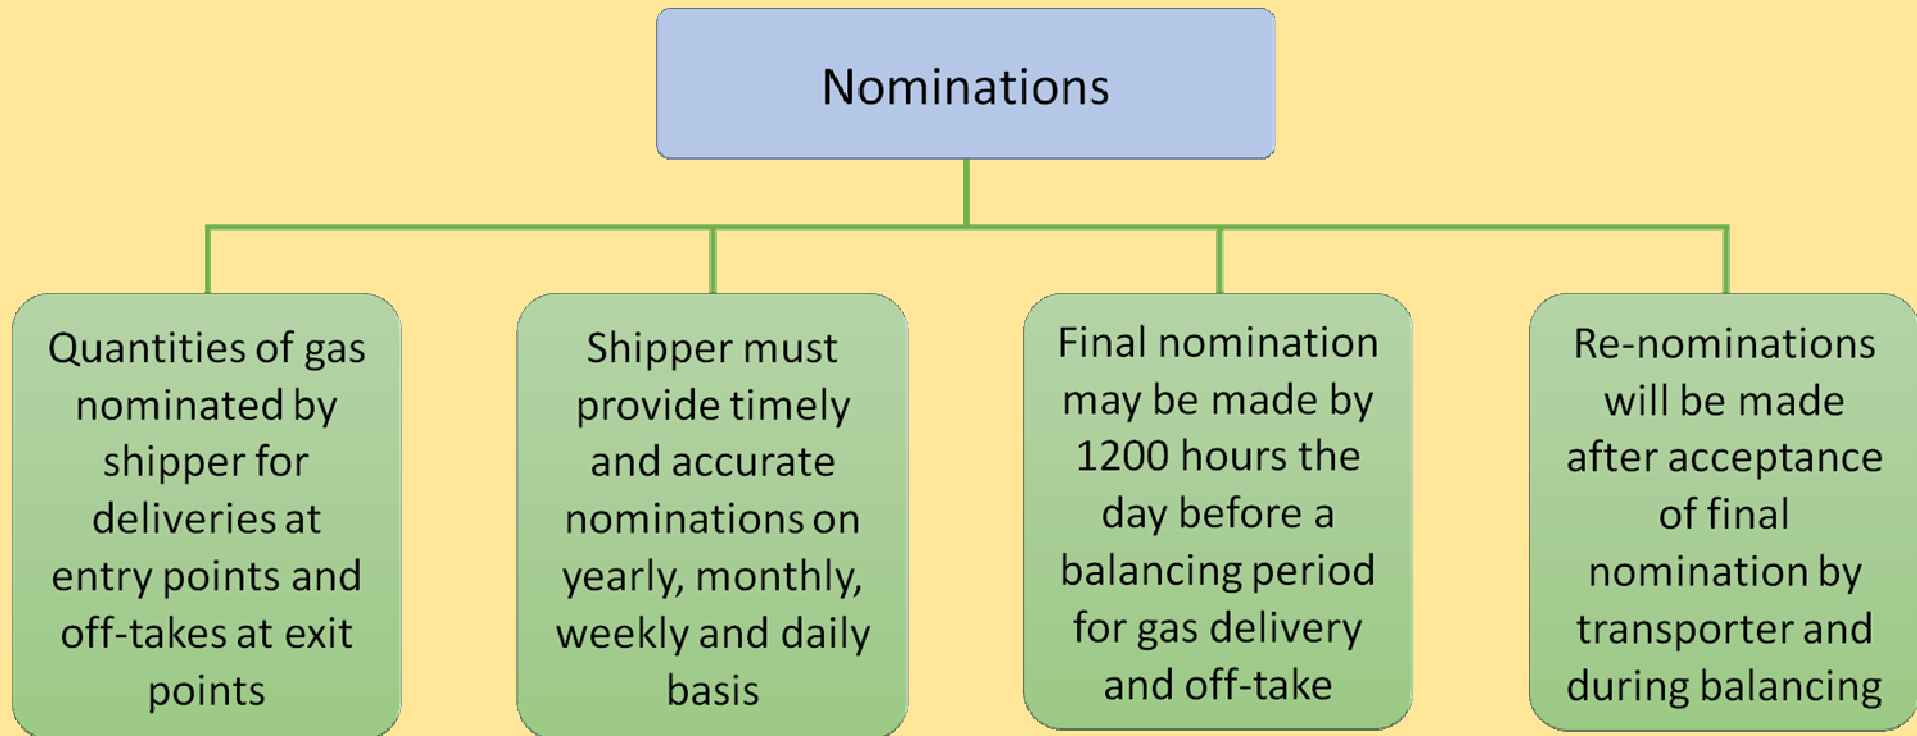 Nominations
Quantities of gas
nominated by
shipper for
deliveries at
entry points and
off-takes at exit
points
Shipper must
provide timely
and accurate
nominations on
yearly, monthly,
weekly and daily
basis
Final nomination
may be made by
1200 hours the
day before a
balancing period
for gas delivery
and off-take
Re-nominations
will be made
after acceptance
of final
nomination by
transporter and
during balancing